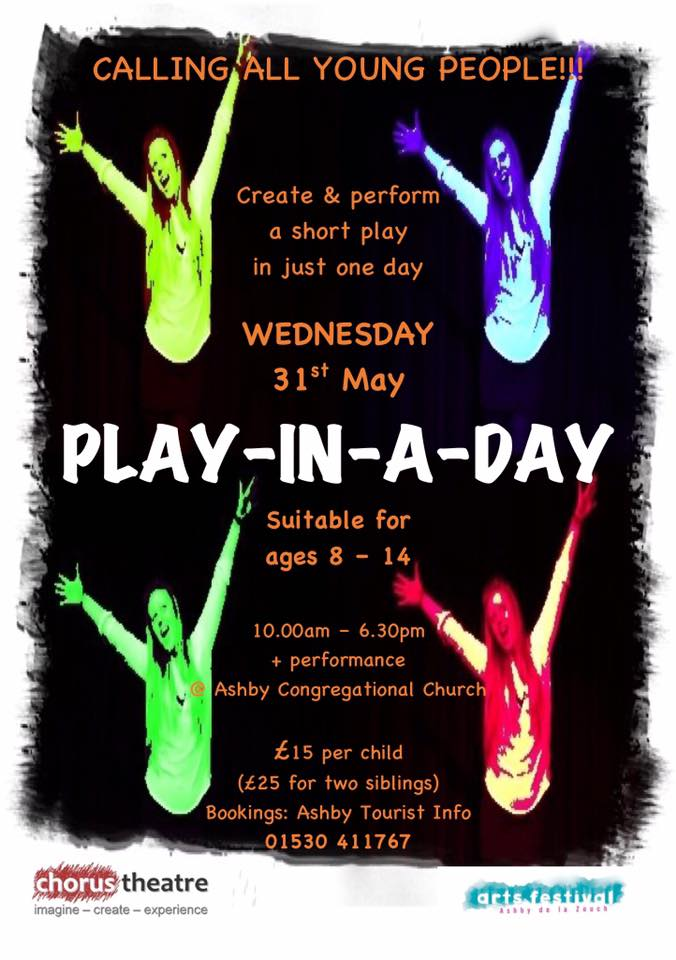 CALLING ALL YOUNG PEOPLE!!!
Create & perform
a short play
in just one day
WEDNESDAY
31st May
PLAY-IN-A-DAY
Suitable for
ages 8 – 14
10.00am – 6.30pm
+ performance
@ Ashby Congregational Church
£15 per child
(£25 for two siblings)
Bookings: Ashby Tourist Info
01530 411767
chorus theatre
imagine – create – experience
arts.festival
Ashby de la Zouch